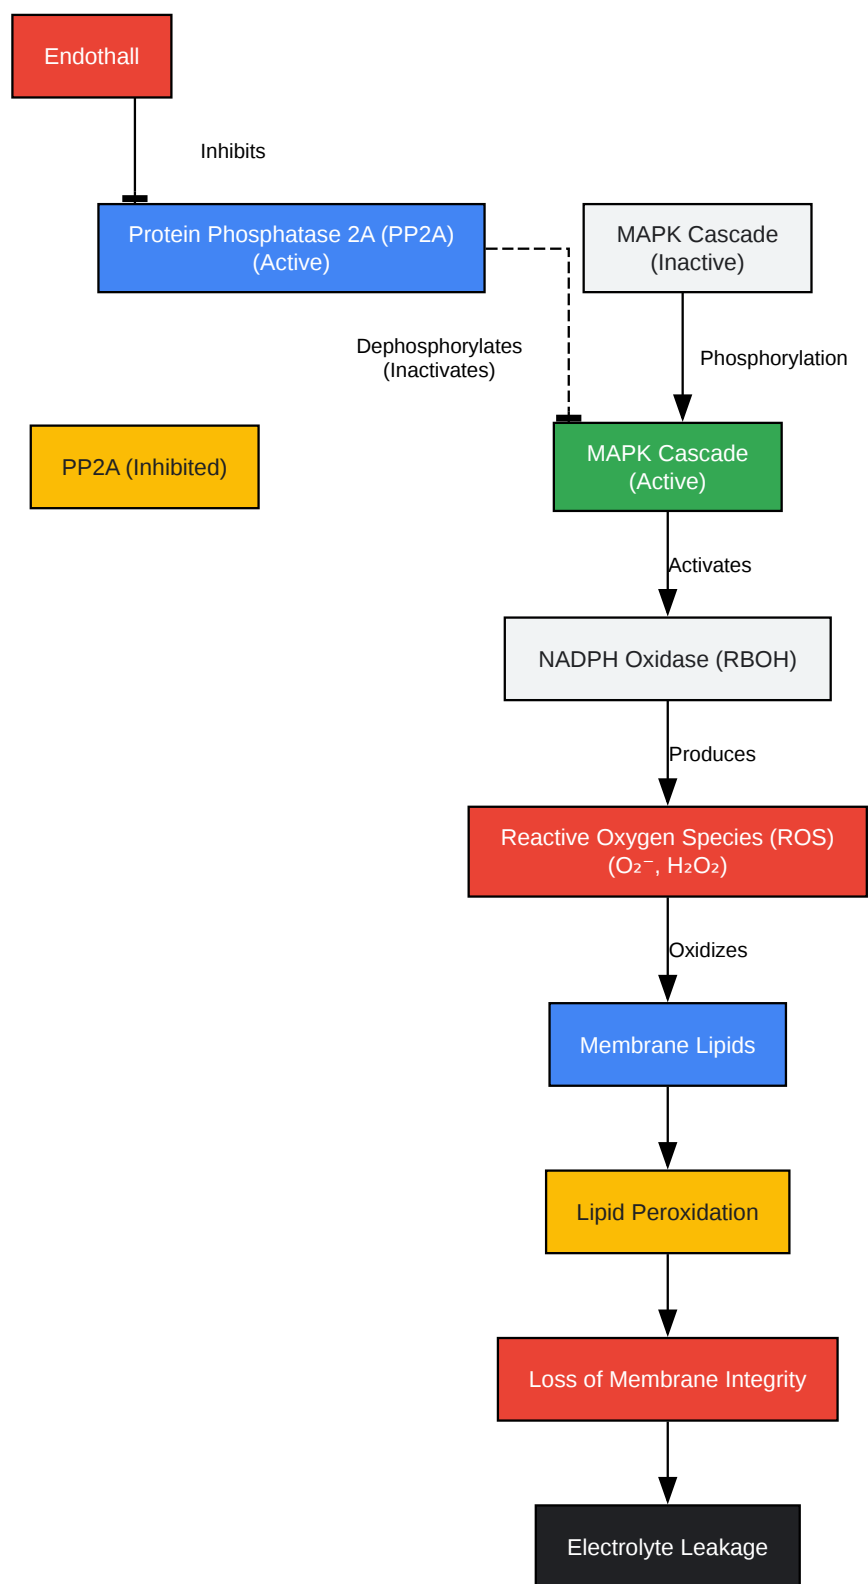 Endothall
Inhibits
Protein Phosphatase 2A (PP2A)
(Active)
MAPK Cascade
(Inactive)
Dephosphorylates
(Inactivates)
Phosphorylation
PP2A (Inhibited)
MAPK Cascade
(Active)
Activates
NADPH Oxidase (RBOH)
Produces
Reactive Oxygen Species (ROS)
(O₂⁻, H₂O₂)
Oxidizes
Membrane Lipids
Lipid Peroxidation
Loss of Membrane Integrity
Electrolyte Leakage